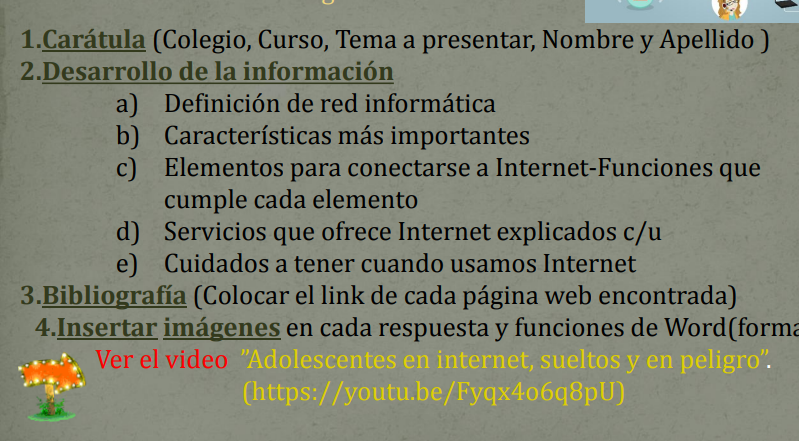 1.Carátula (Colegio, Curso, Tema a presentar, Nombre y Apellido )
2.Desarrollo de la información
a) Definición de red informática
b) Características más importantes
c) Elementos para conectarse a Internet-Funciones que
cumple cada elemento
d) Servicios que ofrece Internet explicados c/u
e) Cuidados a tener cuando usamos Internet
3.Bibliografía (Colocar el link de cada página web encontrada)
4.Insertar imágenes en cada respuesta y funciones de Word(forma
Ver el video ”Adolescentes en internet, sueltos y en peligro”.
(https://youtu.be/Fyqx4o6q8pU)